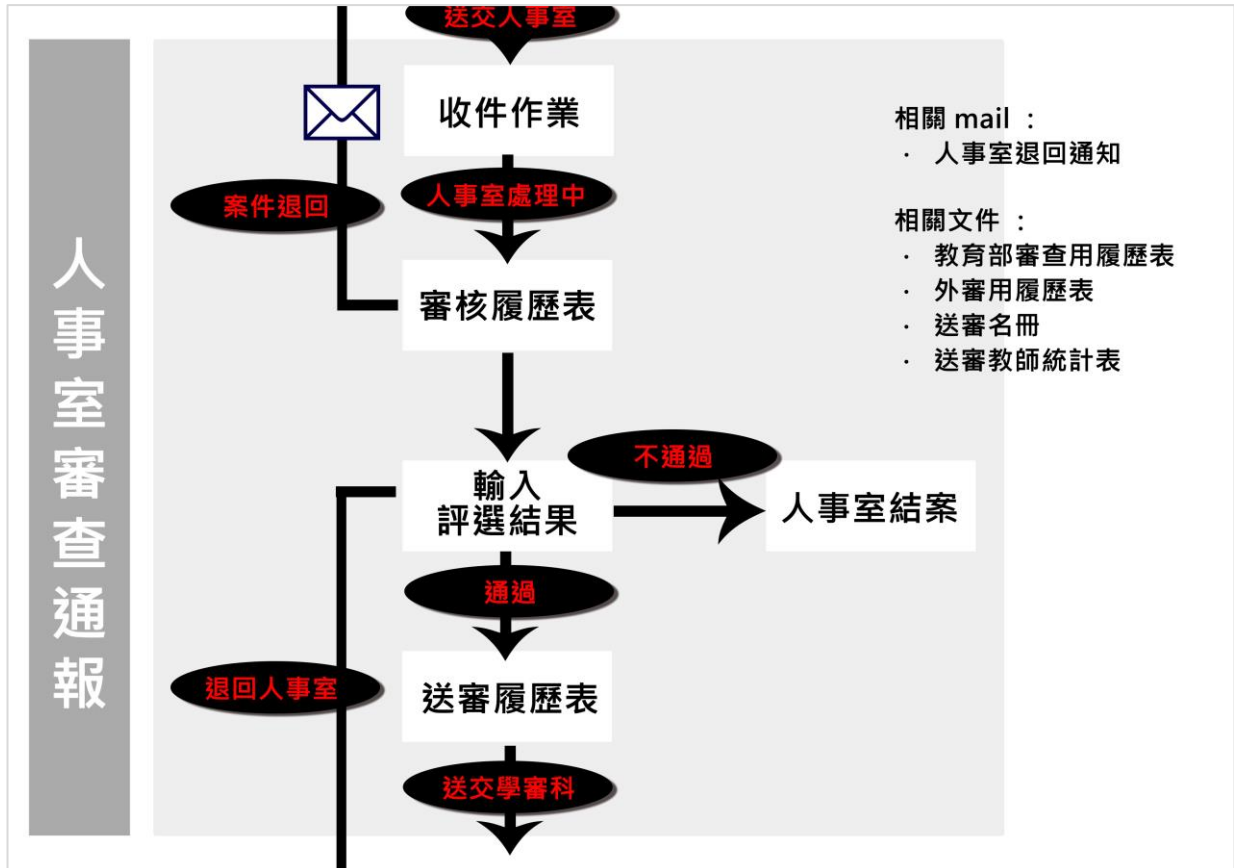 人事室審查通報
送交人事室
收件作業
人事室處理中
案件退回
審核履歷表
不通過
輸入
評選結果
人事室結案
通過
退回人事室
送審履歷表
送交學審科
相關 mail :
· 人事室退回通知
相關文件 :
· 教育部審查用履歷表
· 外審用履歷表
· 送審名冊
· 送審教師統計表